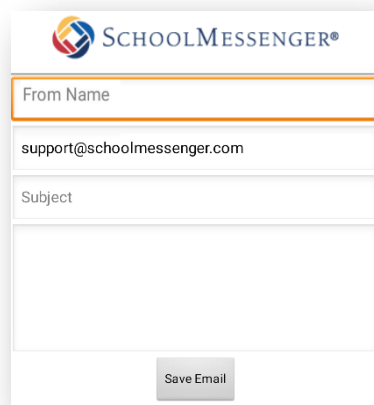 SCHOOLMESSENGER®
From Name
support@schoolmessenger.com
Subject
Save Email